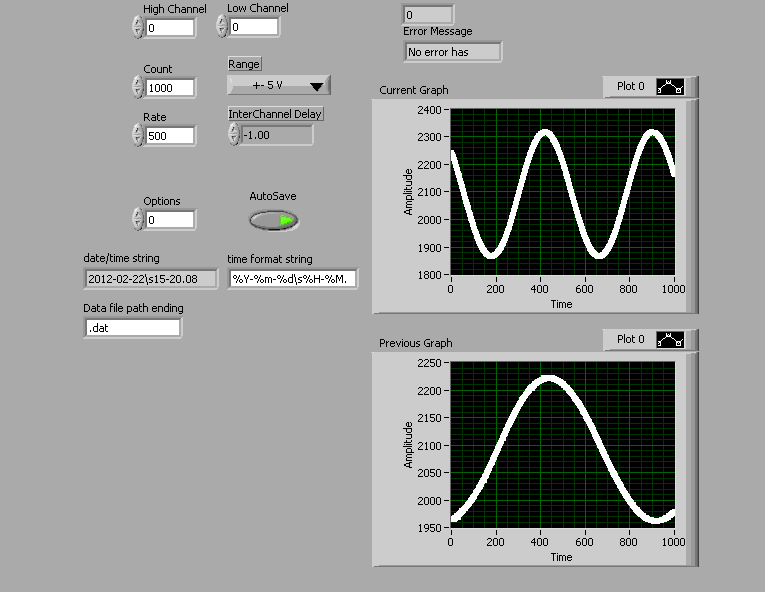 High Channel
0
Low Channel
0
0
Error Message
No error has
Count
1000
Range
+- 5 V
Rate
500
InterChannel Delay
-1.00
Options
0
AutoSave
date/time string
2012-02-22\s15-20.08
time format string
%Y-%m-%d\s%H-%M.
Data file path ending
.dat
Current Graph
Plot 0
2400
2300
2200
2100
2000
1900
1800
Amplitude
0 200 400 600 800 1000
Time
Previous Graph
Plot 0
2250
2200
2150
2100
2050
2000
1950
Amplitude
0 200 400 600 800 1000
Time